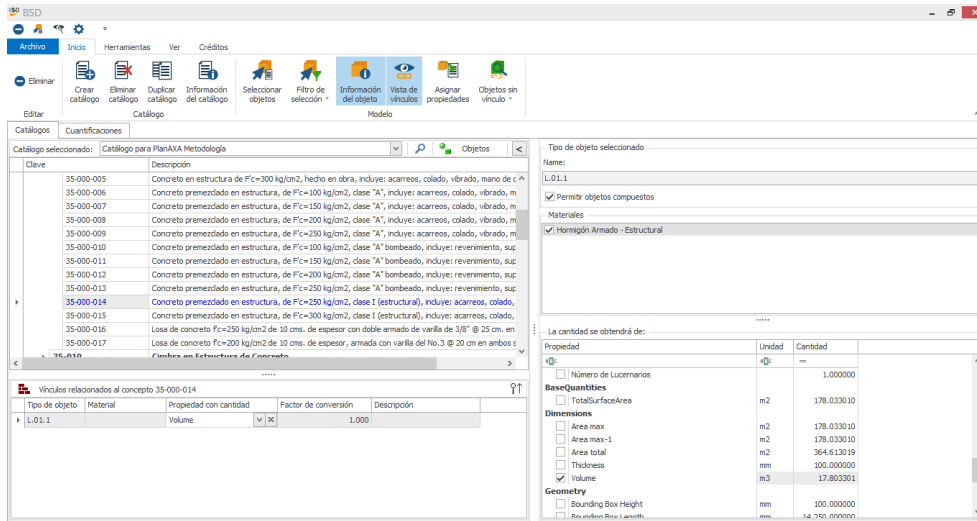 BSD
Archivo Inicio Herramientas Ver Créditos
Eliminar
Crear catálogo
Eliminar catálogo
Duplicar catálogo
Información del catálogo
Seleccionar objetos
Filtro de selección
Información del objeto
Vista de vínculos
Asignar propiedades
Objetos sin vínculo
Editar Catálogo Modelo
Catálogos Cuantificaciones
Catálogo seleccionado: Catálogo para PlanAXA Metodología Objetos <
Clave Descripción
35-000-005 Concreto en estructura de F'c=300 kg/cm2, hecho en obra, induye: acarreos, colado, vibrado, mano de
35-000-006 Concreto premezclado en estructura, de F'c=100 kg/cm2, clase "A", induye: acarreos, colado, vibrado, m
35-000-007 Concreto premezclado en estructura, de F'c=150 kg/cm2, clase "A", induye: acarreos, colado, vibrado, m
35-000-008 Concreto premezclado en estructura, de F'c=200 kg/cm2, clase "A", induye: acarreos, colado, vibrado, m
35-000-009 Concreto premezclado en estructura, de F'c=250 kg/cm2, clase "A", induye: acarreos, colado, vibrado, m
35-000-010 Concreto premezclado en estructura, de F'c=100 kg/cm2, clase "A" bombeado, induye: revenimiento, sup
35-000-011 Concreto premezclado en estructura, de F'c=150 kg/cm2, clase "A" bombeado, induye: revenimiento, sup
35-000-012 Concreto premezclado en estructura, de F'c=200 kg/cm2, clase "A" bombeado, induye: revenimiento, sup
35-000-013 Concreto premezclado en estructura, de F'c=250 kg/cm2, clase "A" bombeado, induye: revenimiento, sup
35-000-014 Concreto premezclado en estructura, de F'c=250 kg/cm2, clase I (estructural), induye: acarreos, colado,
35-000-015 Concreto premezclado en estructura, de F'c=300 kg/cm2, clase I (estructural), induye: acarreos, colado,
35-000-016 Losa de concreto f'c=250 kg/cm2 de 10 cms. de espesor con doble armado de varilla de 3/8" @ 25 cm. en
35-000-017 Losa de concreto f'c=200 kg/cm2 de 10 cms. de espesor, armada con varilla del No.3 @ 20 cm en ambos s
35-010 Cimbra en Estructura de Concreto
Vínculos relacionados al concepto 35-000-014
Tipo de objeto Material Propiedad con cantidad Factor de conversión Descripción
L.01.1 Volume 1.000
Tipo de objeto seleccionado
Name:
L.01.1
Permitir objetos compuestos
Materiales
Hormigón Armado - Estructural
La cantidad se obtendrá de:
Propiedad Unidad Cantidad
Número de Lucernarios 1.000000
BaseQuantities
TotalSurfaceArea m2 178.033010
Dimensions
Area max m2 178.033010
Area max-1 m2 178.033010
Area total m2 364.613019
Thickness mm 100.000000
Volume m3 17.803301
Geometry
Bounding Box Height mm 100.000000
Bounding Box Length mm 14,250.000000